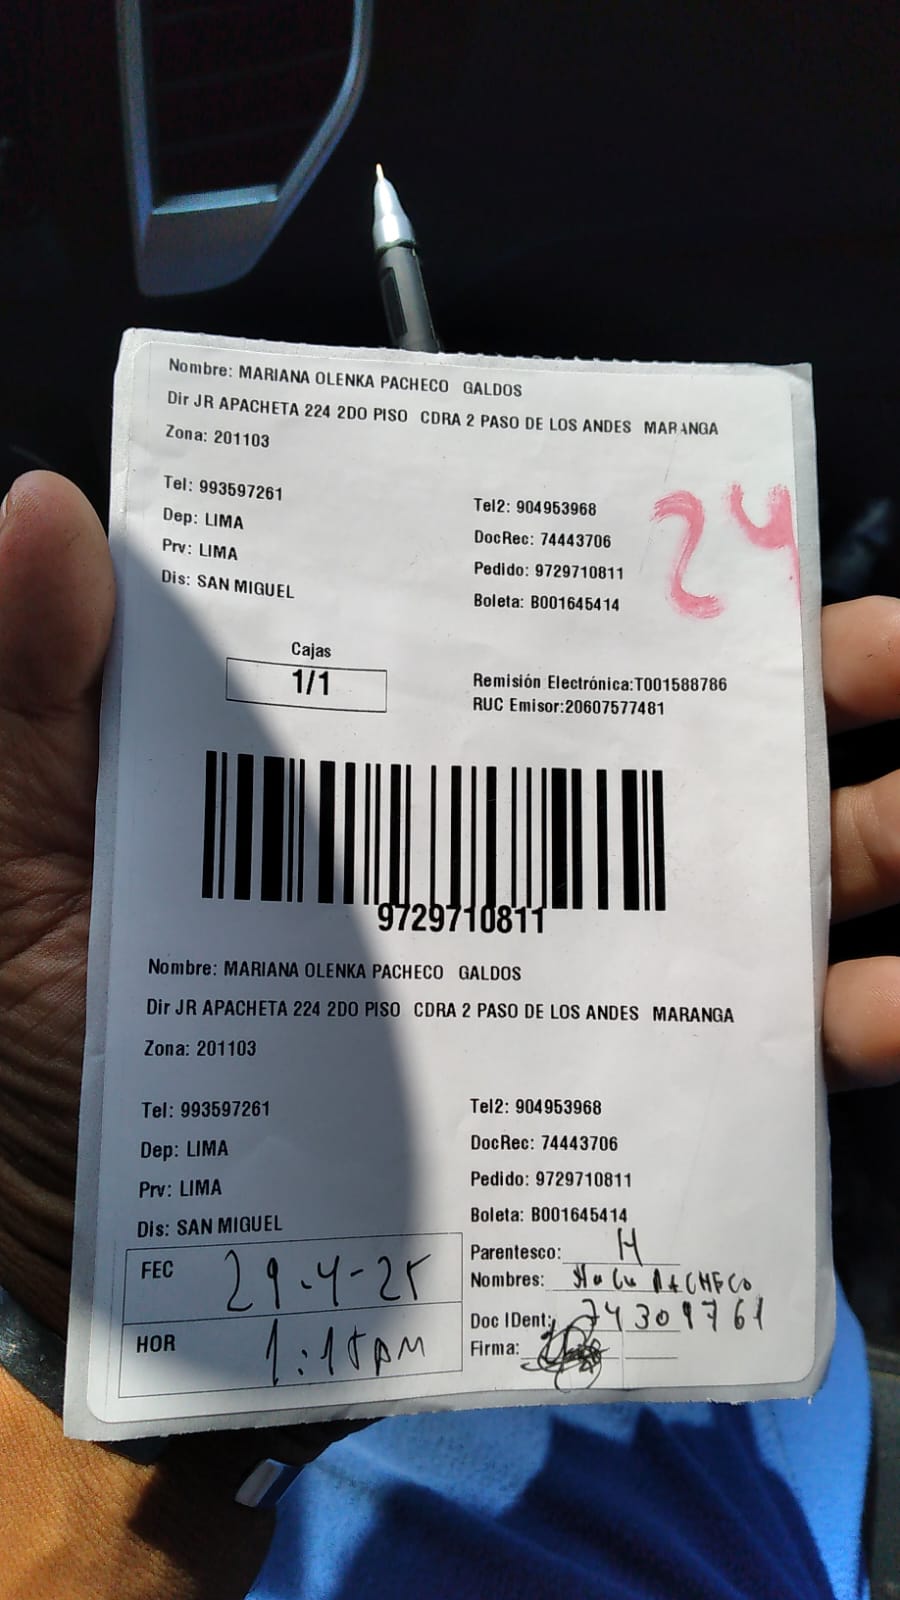 Nombre: MARIANA OLENKA PACHECO GALDOS
Dir JR APACHETA 224 2DO PISO CDRA 2 PASO DE LOS ANDES MARANGA
Zona: 201103
24
Tel: 993597261 Tel2: 904953968
Dep: LIMA DocRec: 74443706
Prv: LIMA Pedido: 9729710811
Dis: SAN MIGUEL Boleta: B001645414
Cajas
1/1
Remisión Electrónica:T001588786
RUC Emisor:20607577481
9729710811
Nombre: MARIANA OLENKA PACHECO GALDOS
Dir JR APACHETA 224 2DO PISO CDRA 2 PASO DE LOS ANDES MARANGA
Zona: 201103
Tel: 993597261 Tel2: 904953968
Dep: LIMA DocRec: 74443706
Prv: LIMA Pedido: 9729710811
Dis: SAN MIGUEL Boleta: B001645414
FEC 29-4-25
HOR 1:15 PM
Parentesco: H
Nombres: PACHECO
Doc IDent: 74309761
Firma: